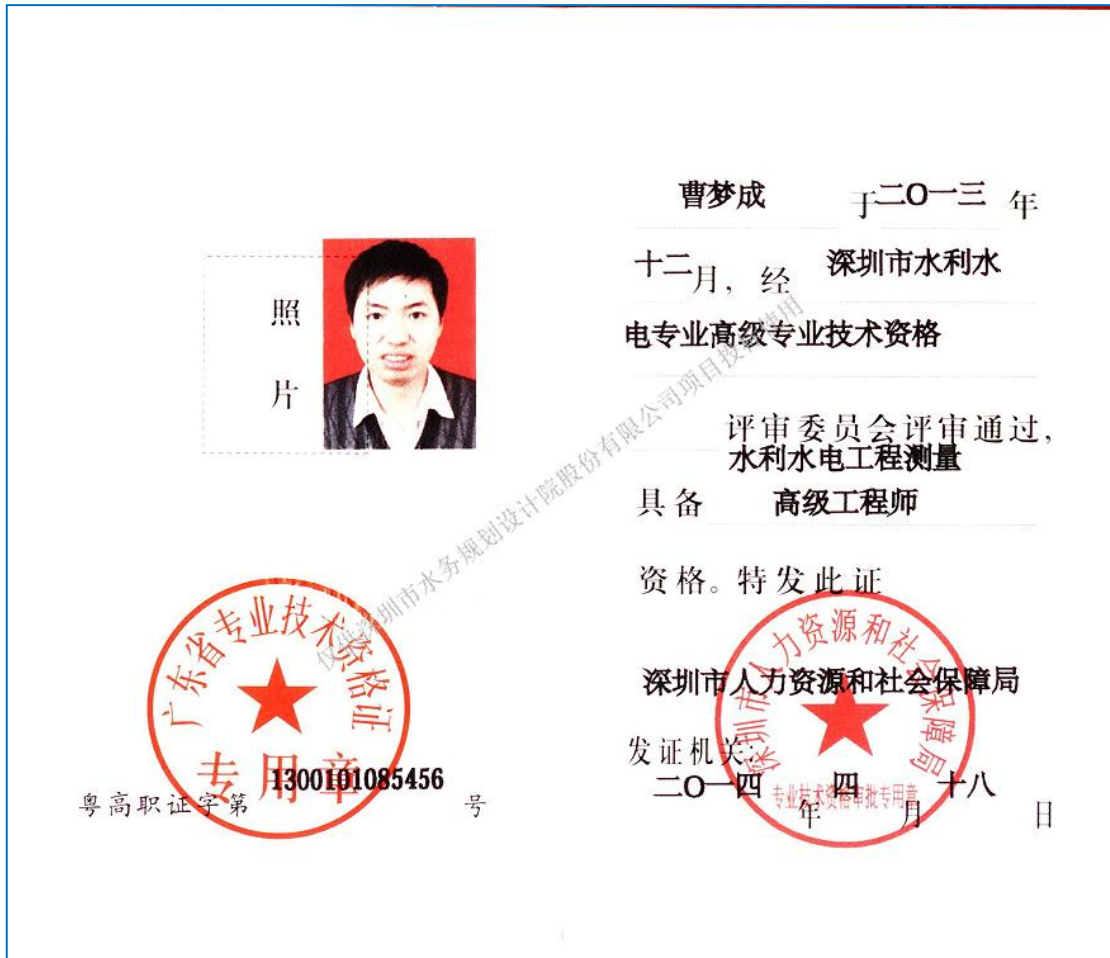 照
片
广东省专业技术资格证
专用章
粤高职证字第 1300101085456 号
曹梦成 于二〇一三 年
十二月，经 深圳市水利水
电专业高级专业技术资格
评审委员会评审通过，
水利水电工程测量
具备 高级工程师
资格。特发此证
深圳市人力资源和社会保障局
发证机关：
二〇一四 年 四 月 十八 日
深圳市人力资源和社会保障局
专业技术资格审批专用章
仅供深圳市水务规划设计院股份有限公司项目投标使用